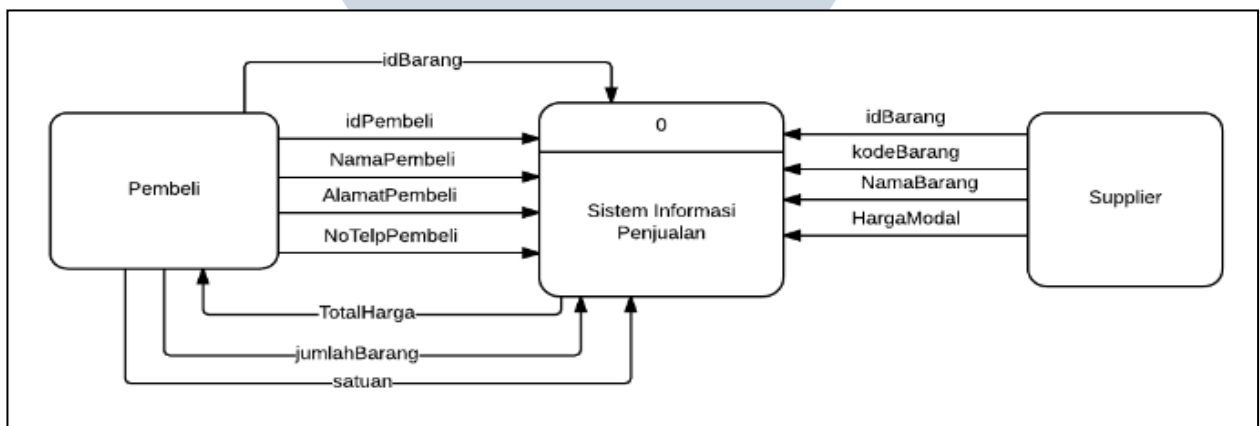 idBarang
Pembeli
idPembeli
NamaPembeli
AlamatPembeli
NoTelpPembeli
TotalHarga
jumlahBarang
satuan
0
Sistem Informasi
Penjualan
idBarang
kodeBarang
NamaBarang
HargaModal
Supplier